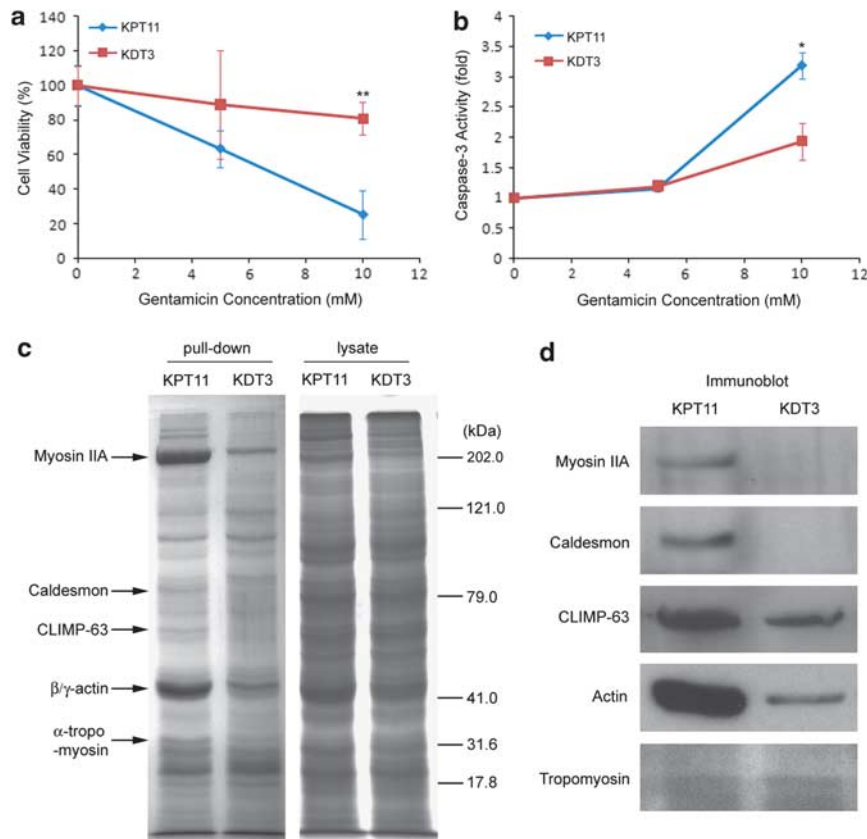 a
140
120
100
80
60
40
20
0
0 2 4 6 8 10 12
Cell Viability (%)
Gentamicin Concentration (mM)
KPT11
KDT3
**
b
4
3.5
3
2.5
2
1.5
1
0.5
0
0 2 4 6 8 10 12
Caspase-3 Activity (fold)
Gentamicin Concentration (mM)
KPT11
KDT3
*
c
pull-down lysate
KPT11 KDT3 KPT11 KDT3
(kDa)
Myosin IIA
Caldesmon
CLIMP-63
β/γ-actin
α-tropo
-myosin
202.0
121.0
79.0
41.0
31.6
17.8
d
Immunoblot
KPT11 KDT3
Myosin IIA
Caldesmon
CLIMP-63
Actin
Tropomyosin